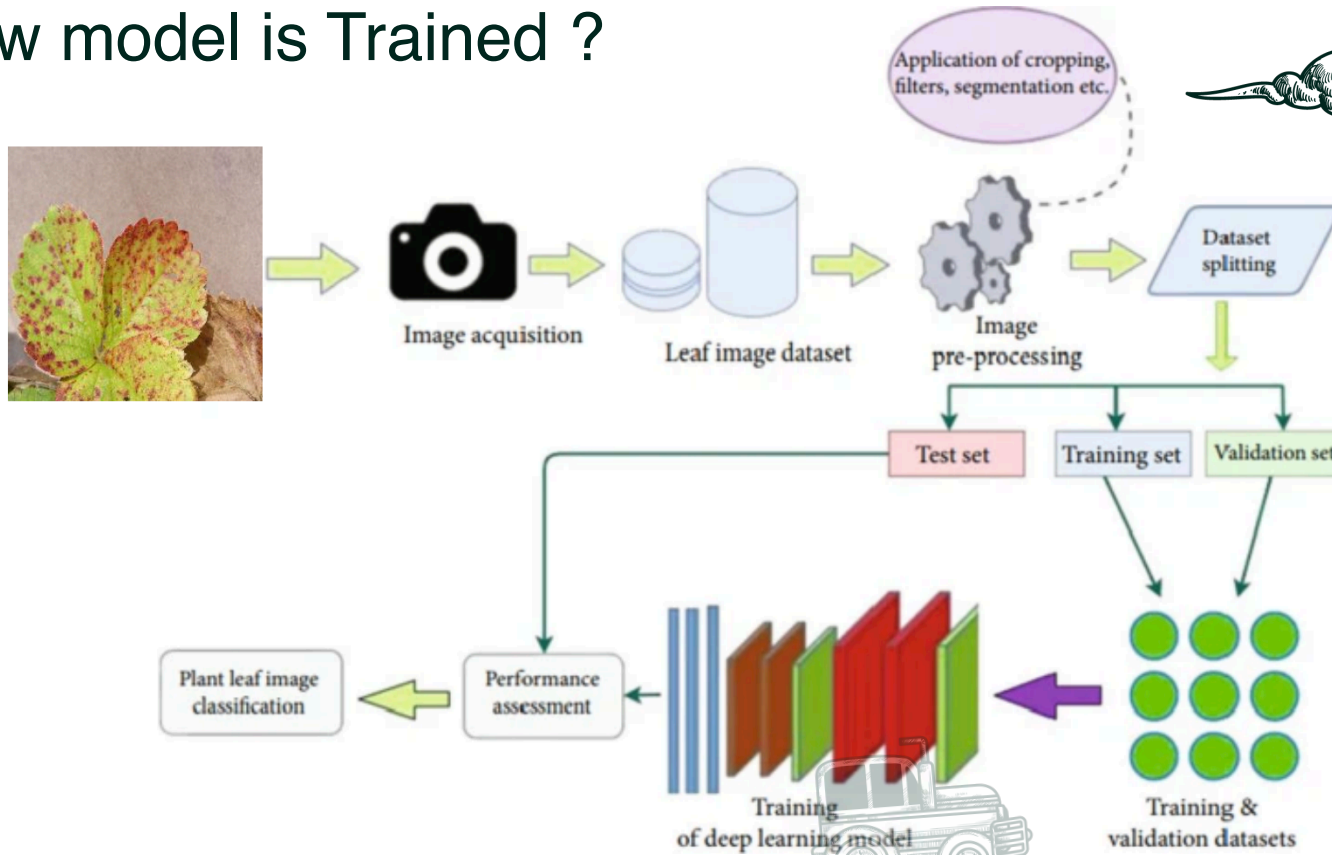 w model is Trained ?
Application of cropping,
filters, segmentation etc.
Image acquisition
Leaf image dataset
Image
pre-processing
Dataset
splitting
Test set
Training set
Validation set
Plant leaf image
classification
Performance
assessment
Training
of deep learning model
Training &
validation datasets